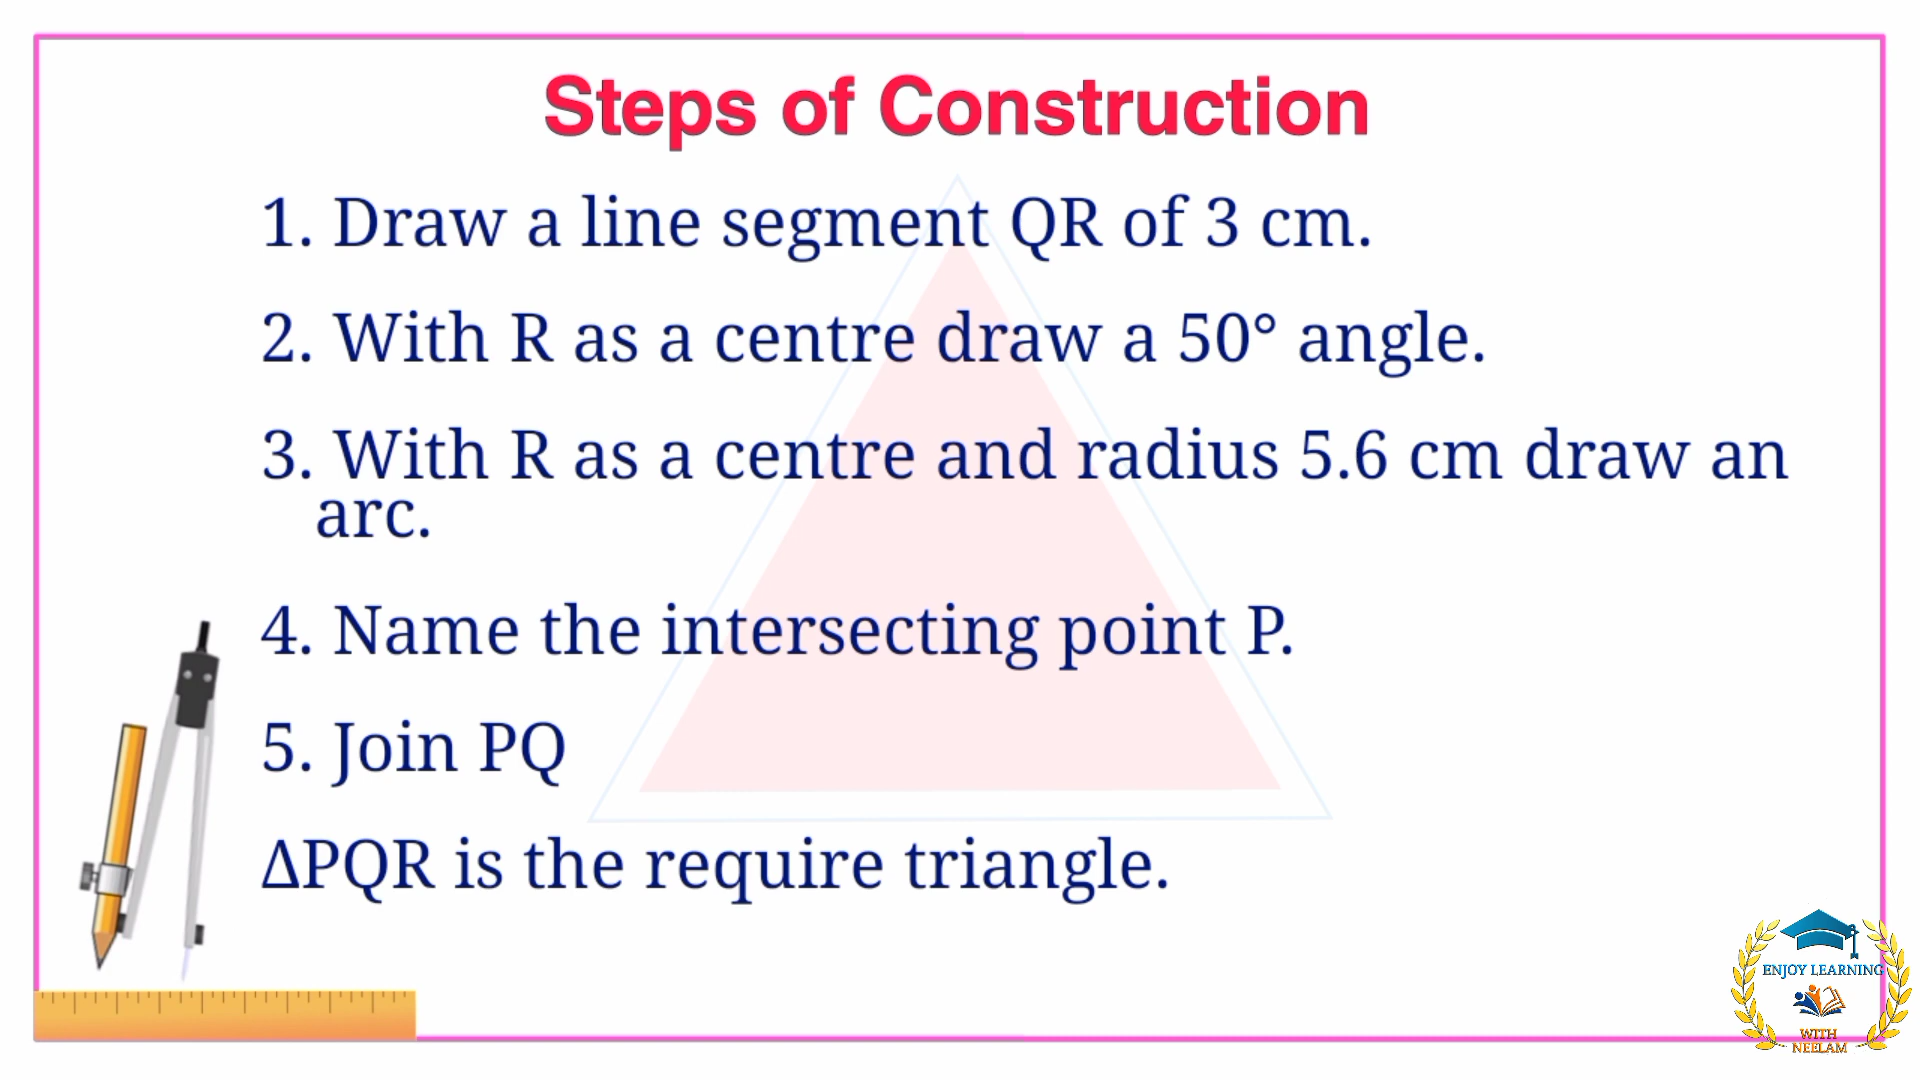 Steps of Construction
1. Draw a line segment QR of 3 cm.
2. With R as a centre draw a 50° angle.
3. With R as a centre and radius 5.6 cm draw an
arc.
4. Name the intersecting point P.
5. Join PQ
ΔPQR is the require triangle.
ENJOY LEARNING
WITH
NEELAM